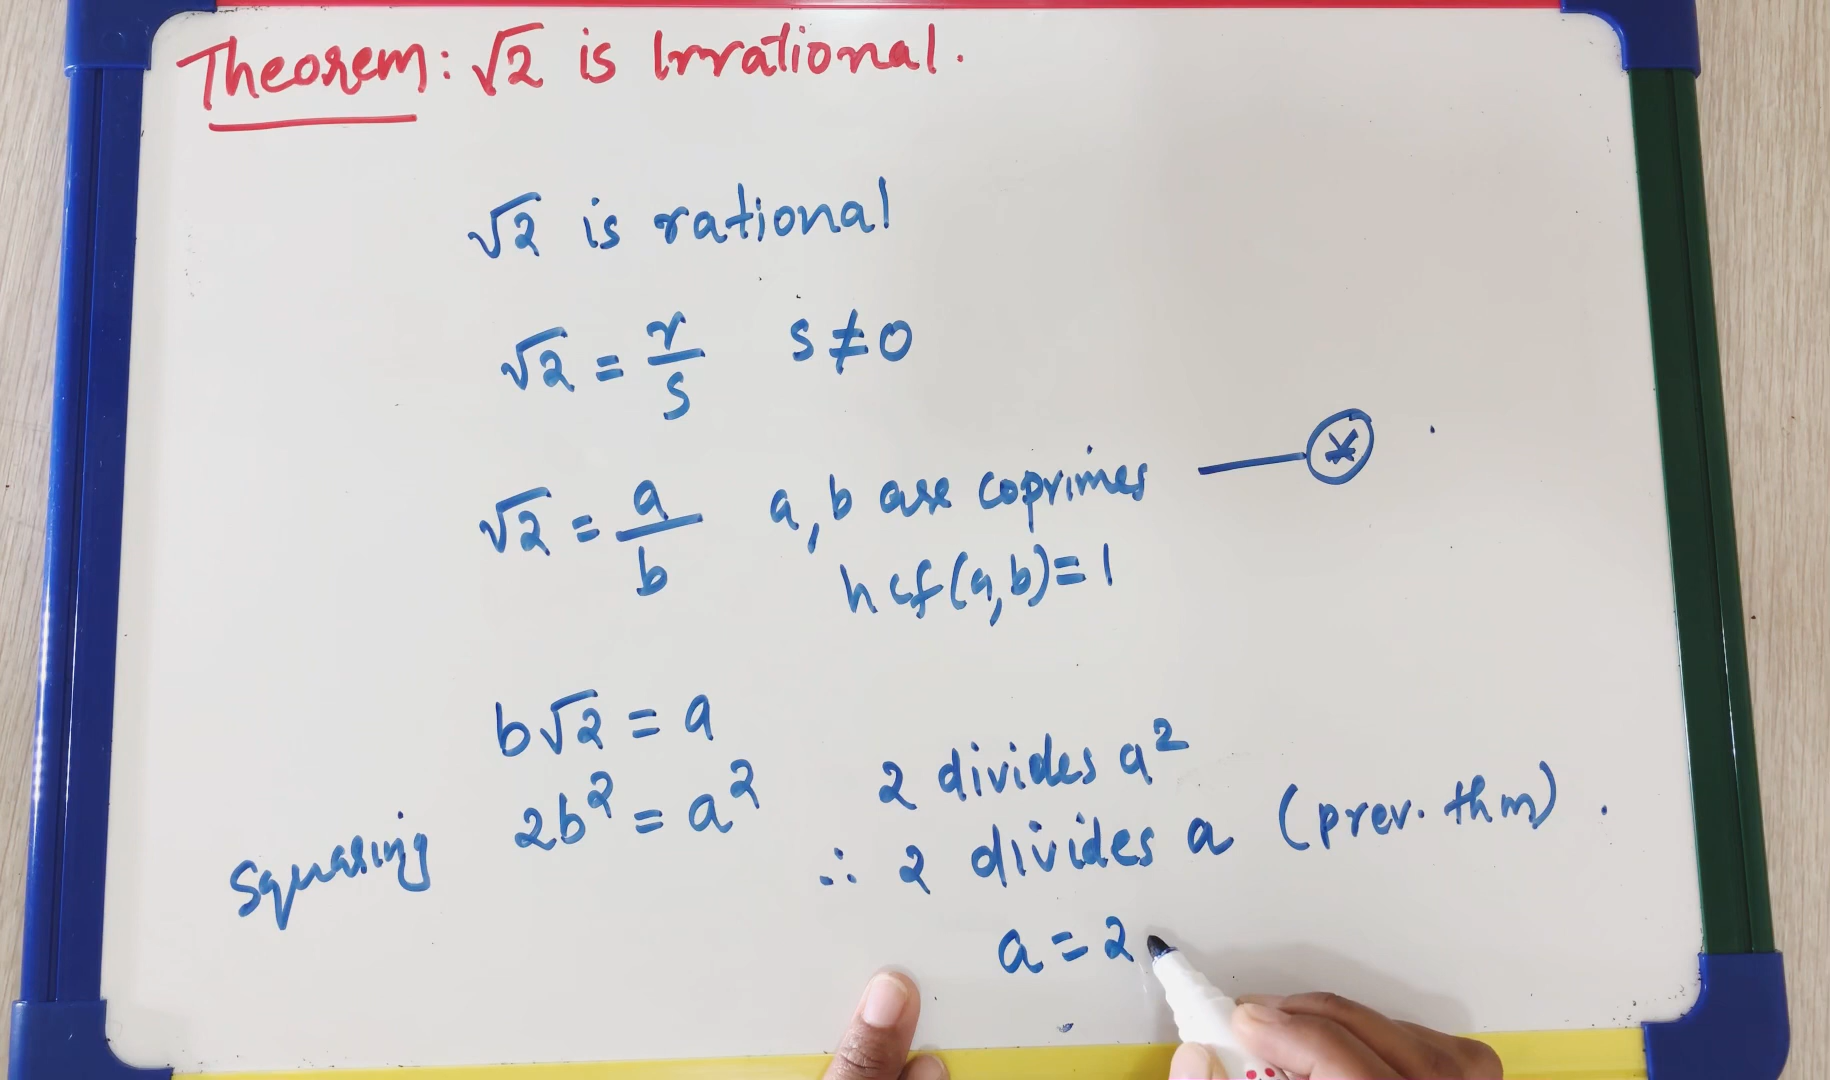 Theorem: √2 is Irrational.
√2 is rational
√2 = r/s s ≠ 0
√2 = a/b a, b are coprimes —— ⊛
hcf(a,b)=1
b√2 = a
Squaring 2b² = a² 2 divides a²
∴ 2 divides a (prev. thm).
a = 2